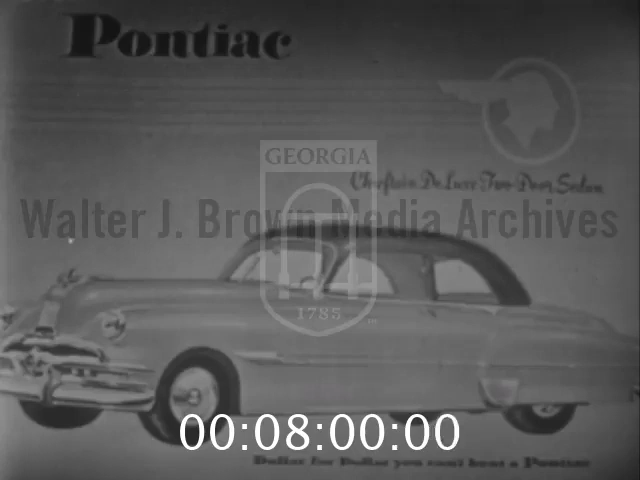 Pontiac
GEORGIA
Chieftain De Luxe Two-Door Sedan
Walter J. Brown Media Archives
1785
00:08:00:00
Dollar for Dollar you can't beat a Pontiac